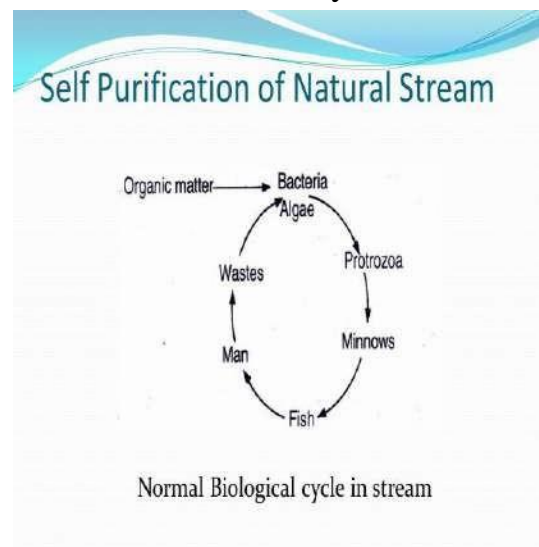 Self Purification of Natural Stream
Organic matter
Bacteria
Algae
Protrozoa
Minnows
Fish
Man
Wastes
Normal Biological cycle in stream